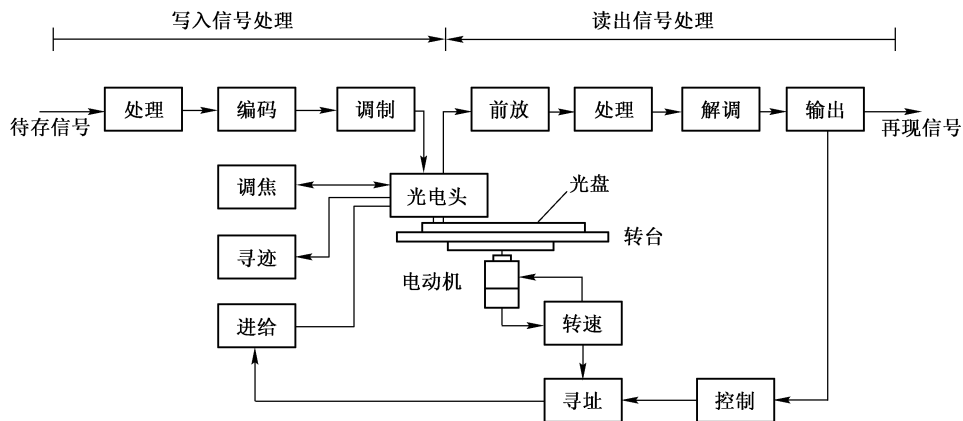 写入信号处理
读出信号处理
处理
编码
调制
前放
处理
解调
输出
待存信号
再现信号
调焦
光电头
光盘
转台
寻迹
电动机
进给
转速
寻址
控制